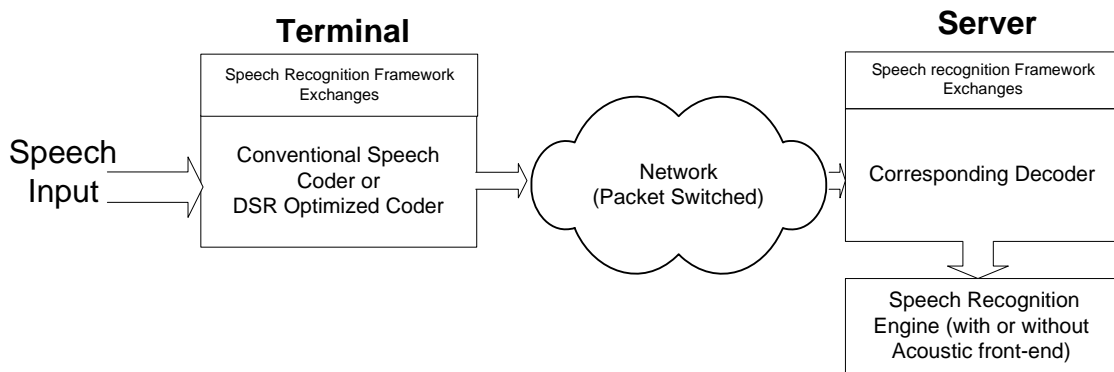 Terminal
Server
Speech Recognition Framework
Exchanges
Speech recognition Framework
Exchanges
Speech
Input
Conventional Speech
Coder or
DSR Optimized Coder
Network
(Packet Switched)
Corresponding Decoder
Speech Recognition
Engine (with or without
Acoustic front-end)